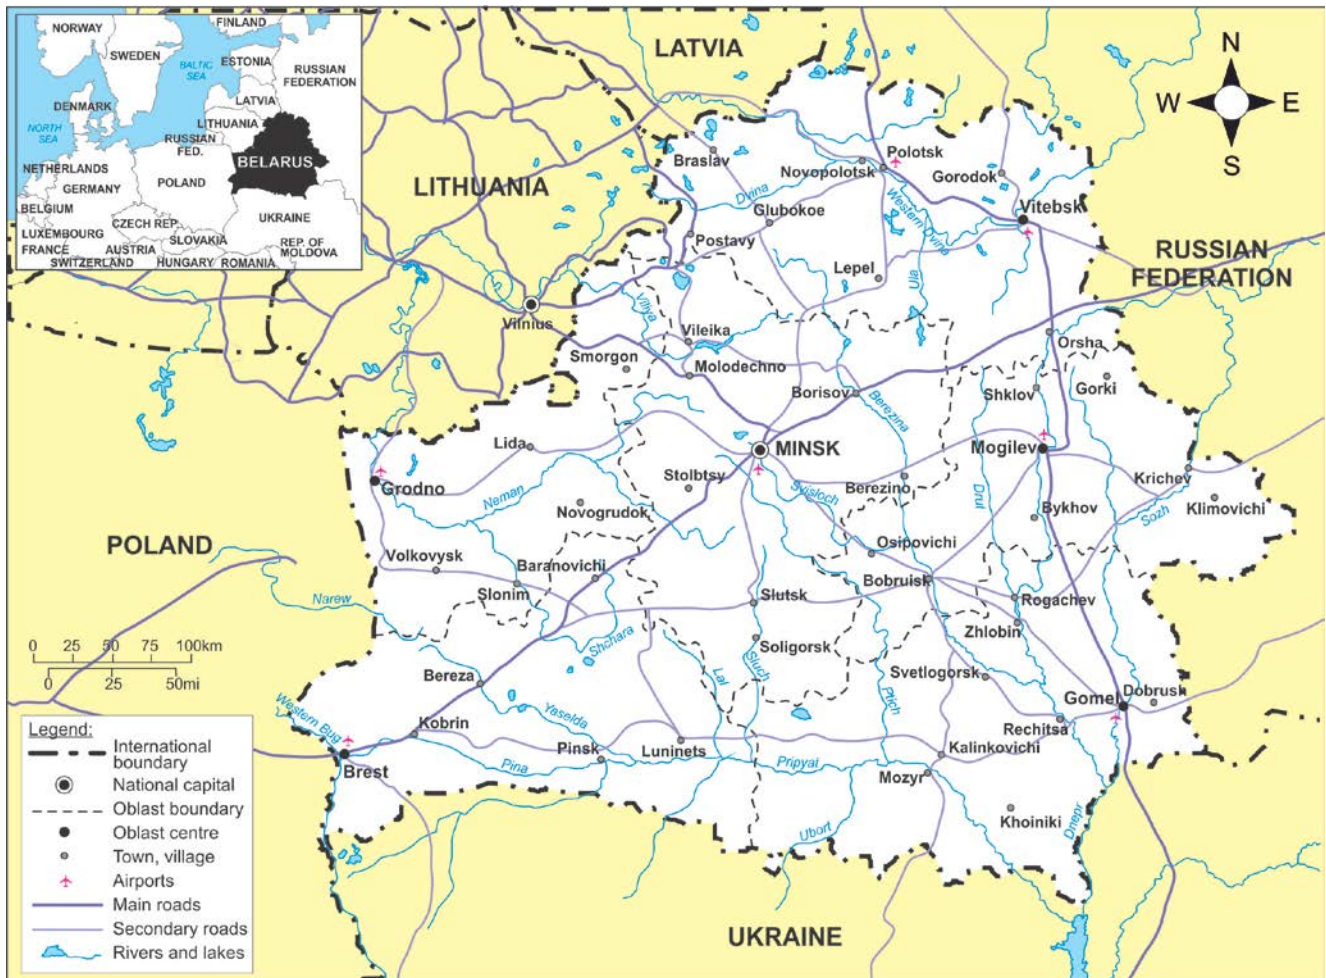 NORWAY
FINLAND
SWEDEN
BALTIC
SEA
ESTONIA
RUSSIAN
FEDERATION
LATVIA
DENMARK
NORTH
SEA
LITHUANIA
RUSSIAN
FED.
BELARUS
NETHERLANDS
GERMANY
POLAND
BELGIUM
LUXEMBOURG
CZECH REP.
UKRAINE
FRANCE
AUSTRIA
SLOVAKIA
REP. OF
MOLDOVA
SWITZERLAND
HUNGARY
ROMANIA
LATVIA
N
W
E
S
LITHUANIA
RUSSIAN
FEDERATION
POLAND
UKRAINE
Braslav
Polotsk
Novopolotsk
Gorodok
Dvina
Glubokoe
Western Dvina
Vitebsk
Postavy
Lepel
Ula
Vilnius
Viliya
Vileika
Orsha
Smorgon
Molodechno
Borisov
Berezina
Shklov
Gorki
Lida
MINSK
Mogilev
Grodno
Neman
Stolbtsy
Svisloch
Berezino
Drut
Krichev
Novogrudok
Bykhov
Sozh
Klimovichi
Volkovysk
Baranovichi
Osipovichi
Slonim
Bobruisk
Narew
Slutsk
Rogachev
Shchara
Zhlobin
Soligorsk
Lal
Sluch
Bereza
Svetlogorsk
Ptich
Gomel
Dobrush
Western Bug
Yaselda
Kobrin
Rechitsa
Pinsk
Luninets
Kalinkovichi
Brest
Pina
Pripyat
Mozyr
Khoiniki
Ubort
Dnepr
0 25 50 75 100km
0 25 50mi
Legend:
International
boundary
National capital
Oblast boundary
Oblast centre
Town, village
Airports
Main roads
Secondary roads
Rivers and lakes